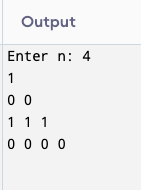 Output
Enter n: 4
1
0 0
1 1 1
0 0 0 0